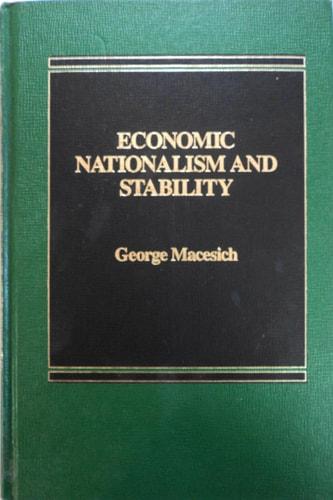 ECONOMIC
NATIONALISM AND
STABILITY
George Macesich